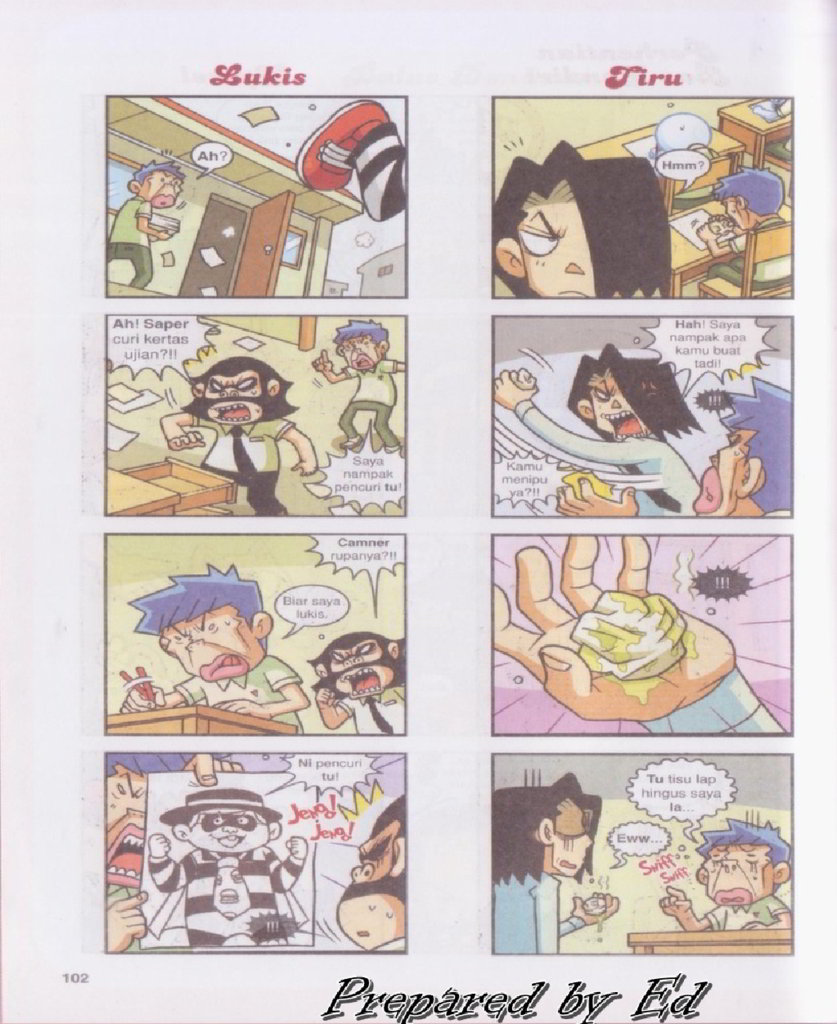 Lukis
Ah?
Ah! Saper
curi kertas
ujian?!!
Saya
nampak
pencuri tu!
Camner
rupanya?!!
Biar saya
lukis.
Ni pencuri
tu!
Jeng!
Jeng!
!!!
Tiru
Hmm?
Hah! Saya
nampak apa
kamu buat
tadi!
!!!
Kamu
menipu
ya?!!
!!!
Tu tisu lap
hingus saya
la...
Eww...
Swiff
Swiff
102
Prepared by Ed